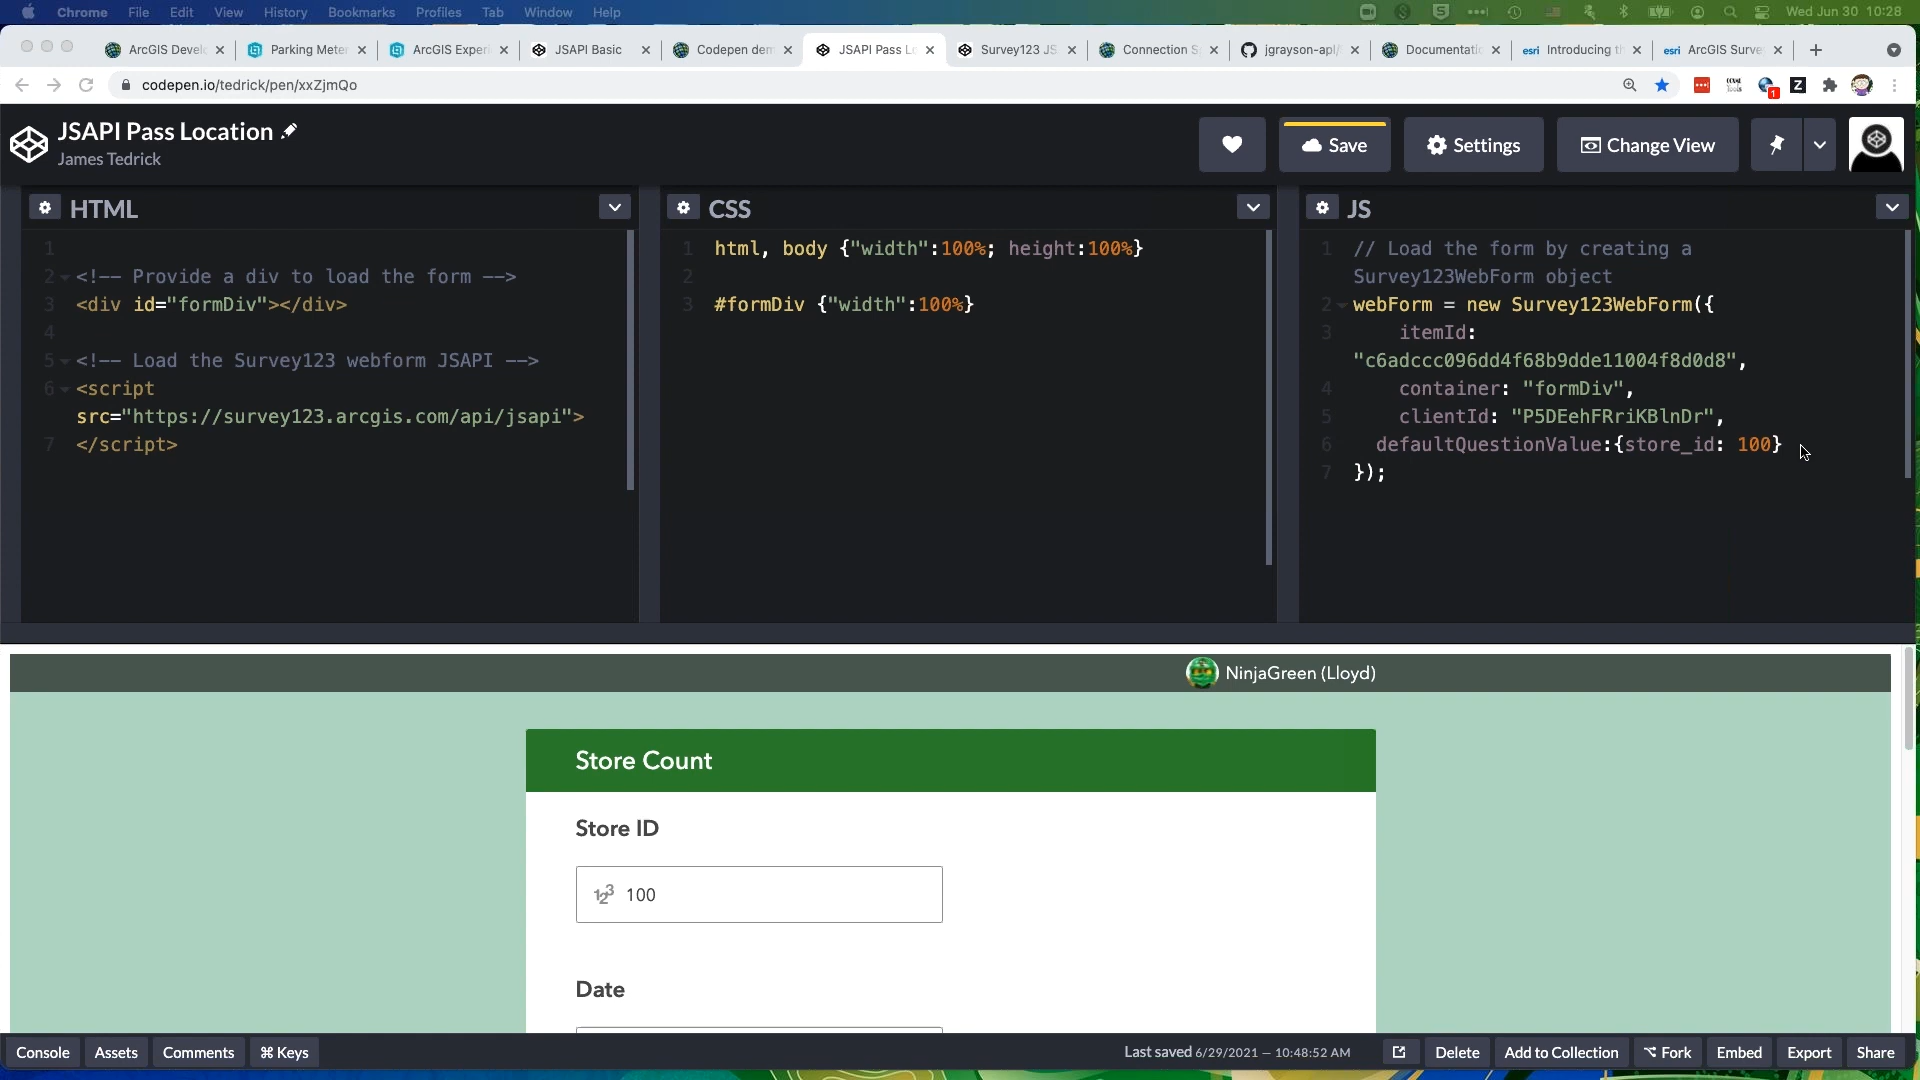 Chrome File Edit View History Bookmarks Profiles Tab Window Help Wed Jun 30 10:28
ArcGIS Devel Parking Mete ArcGIS Experi JSAPI Basic Codepen dem JSAPI Pass Lo Survey123 JS Connection S jgrayson-apl/ Documentatic Introducing th ArcGIS Surve
codepen.io/tedrick/pen/xxZjmQo
JSAPI Pass Location
James Tedrick
Save Settings Change View
HTML
1
2 <!-- Provide a div to load the form -->
3 <div id="formDiv"></div>
4
5 <!-- Load the Survey123 webform JSAPI -->
6 <script
src="https://survey123.arcgis.com/api/jsapi">
7 </script>
CSS
1 html, body {"width":100%; height:100%}
2
3 #formDiv {"width":100%}
JS
1 // Load the form by creating a
Survey123WebForm object
2 webForm = new Survey123WebForm({
3 itemId:
"c6adccc096dd4f68b9dde11004f8d0d8",
4 container: "formDiv",
5 clientId: "P5DEehFRriKBlnDr",
6 defaultQuestionValue:{store_id: 100}
7 });
NinjaGreen (Lloyd)
Store Count
Store ID
123 100
Date
Console Assets Comments ⌘ Keys Last saved 6/29/2021 — 10:48:52 AM Delete Add to Collection ⌥ Fork Embed Export Share